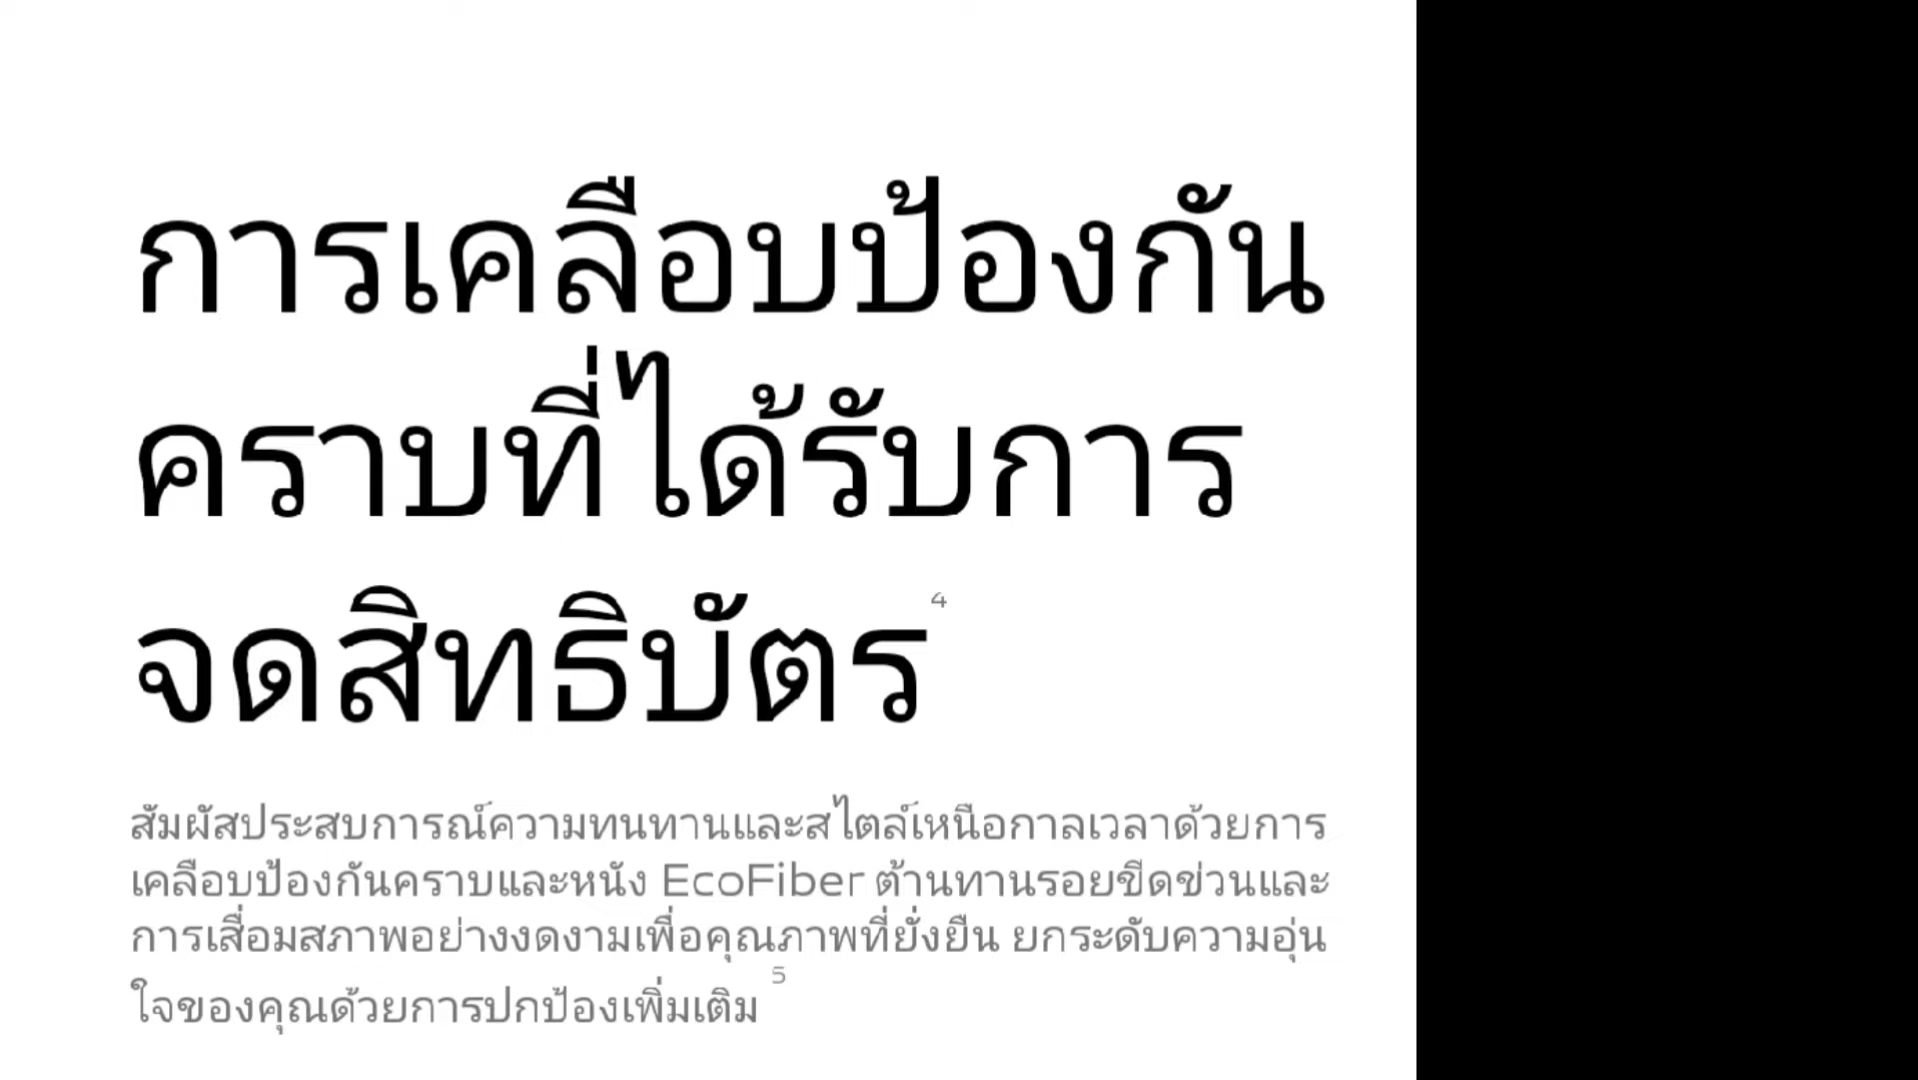 การเคลือบป้องกัน
คราบที่ได้รับการ
จดสิทธิบัตร⁴
สัมผัสประสบการณ์ความทนทานและสไตล์เหนือกาลเวลาด้วยการ
เคลือบป้องกันคราบและหนัง EcoFiber ต้านทานรอยขีดข่วนและ
การเสื่อมสภาพอย่างงดงามเพื่อคุณภาพที่ยั่งยืน ยกระดับความอุ่น
ใจของคุณด้วยการปกป้องเพิ่มเติม⁵